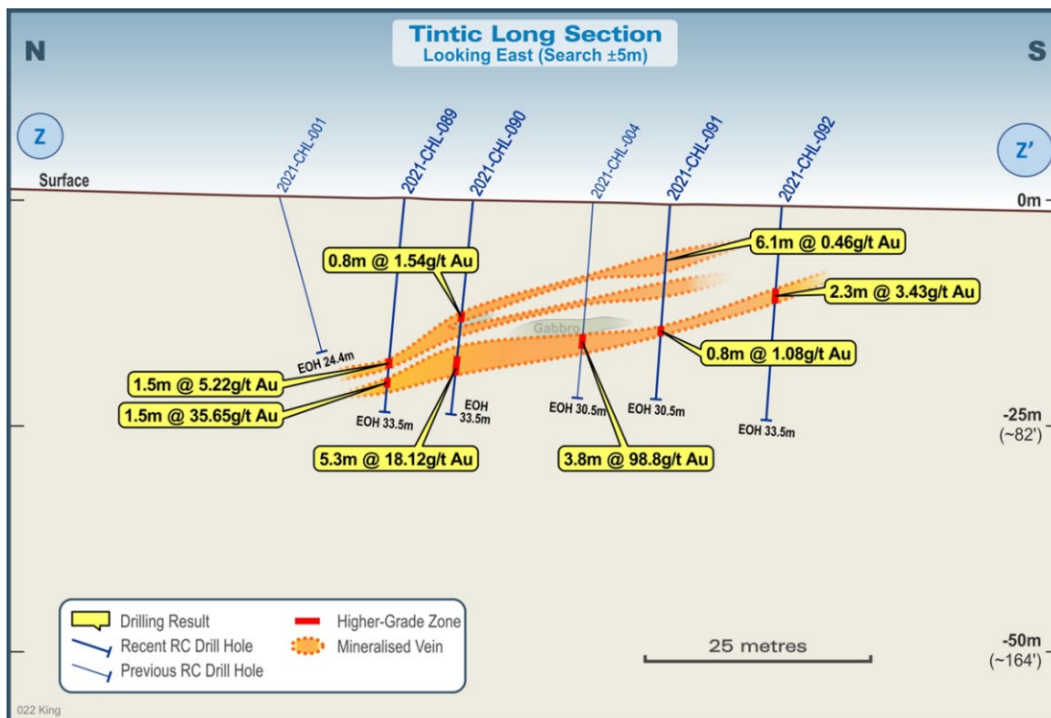 Tintic Long Section
Looking East (Search ±5m)
N
S
Z
Z'
Surface
2021-CHL-001
2021-CHL-089
2021-CHL-090
2021-CHL-004
2021-CHL-091
2021-CHL-092
0m
6.1m @ 0.46g/t Au
0.8m @ 1.54g/t Au
2.3m @ 3.43g/t Au
Gabbro
0.8m @ 1.08g/t Au
EOH 24.4m
1.5m @ 5.22g/t Au
1.5m @ 35.65g/t Au
EOH 33.5m
EOH
33.5m
EOH 30.5m
EOH 30.5m
EOH 33.5m
-25m
(~82')
5.3m @ 18.12g/t Au
3.8m @ 98.8g/t Au
Drilling Result
Recent RC Drill Hole
Previous RC Drill Hole
Higher-Grade Zone
Mineralised Vein
25 metres
-50m
(~164')
022 King